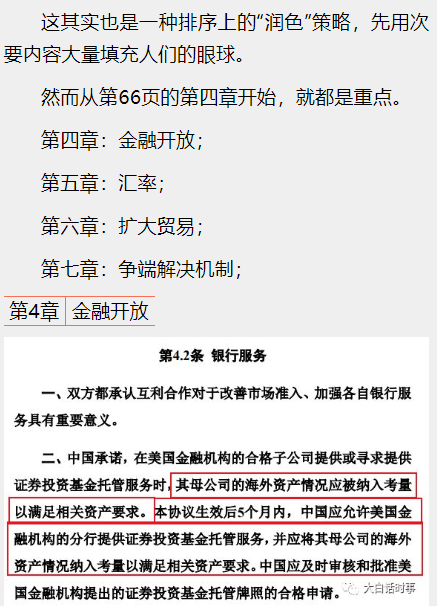 这其实也是一种排序上的“润色”策略，先用次
要内容大量填充人们的眼球。
然而从第66页的第四章开始，就都是重点。
第四章：金融开放；
第五章：汇率；
第六章：扩大贸易；
第七章：争端解决机制；
第4章 金融开放
第4.2条 银行服务
一、双方都承认互利合作对于改善市场准入、加强各自银行服
务具有重要意义。
二、中国承诺，在美国金融机构的合格子公司提供或寻求提供
证券投资基金托管服务时，其母公司的海外资产情况应被纳入考量
以满足相关资产要求。本协议生效后5个月内，中国应允许美国金
融机构的分行提供证券投资基金托管服务，并应将其母公司的海外
资产情况纳入考量以满足相关资产要求。中国应及时审核和批准美
国金融机构提出的证券投资基金托管牌照的合格申请。
大白话时事